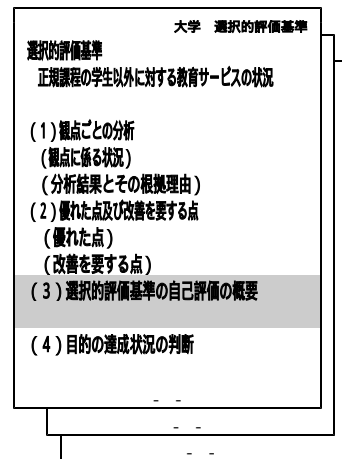 大学　選択的評価基準
選択的評価基準
正規課程の学生以外に対する教育サービスの状況
(1)観点ごとの分析
(観点に係る状況)
(分析結果とその根拠理由)
(2)優れた点及び改善を要する点
(優れた点)
(改善を要する点)
(3)選択的評価基準の自己評価の概要
(4)目的の達成状況の判断
- -
- -
- -